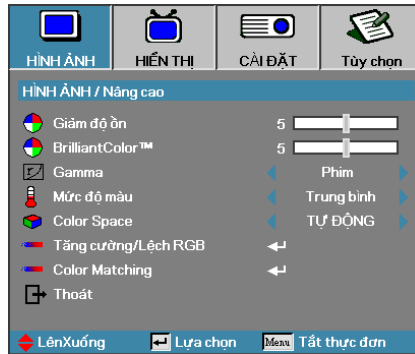 HÌNH ẢNH HIỂN THỊ CÀI ĐẶT Tùy chọn
HÌNH ẢNH / Nâng cao
Giảm độ ồn 5
BrilliantColor™ 5
Gamma Phim
Mức độ màu Trung bình
Color Space TỰ ĐỘNG
Tăng cường/Lệch RGB
Color Matching
Thoát
LênXuống Lựa chọn Menu Tắt thực đơn